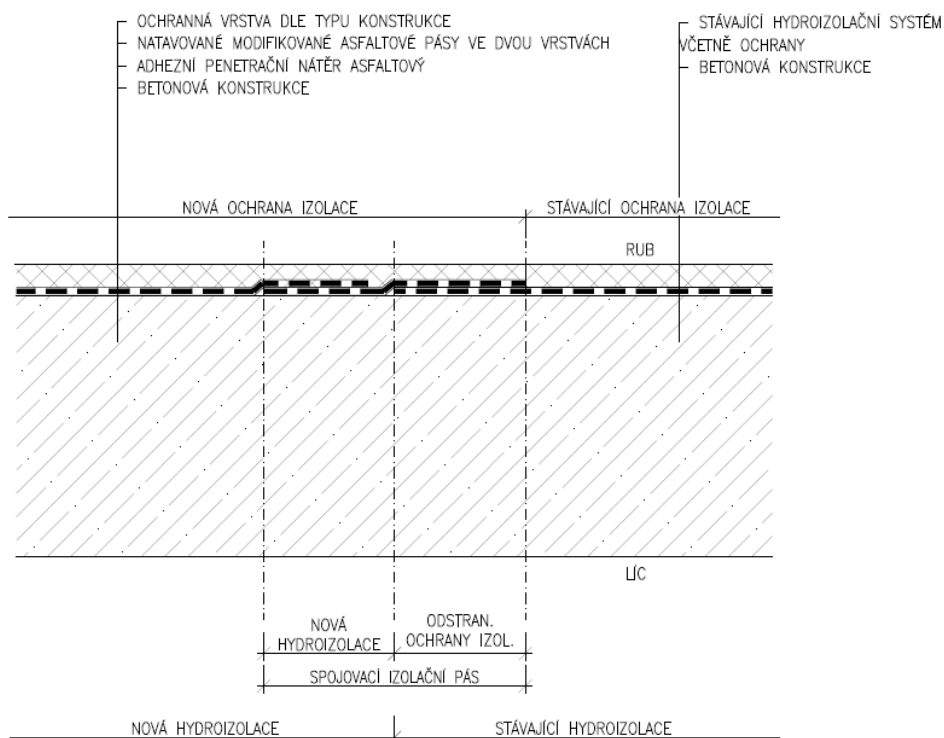 OCHRANNÁ VRSTVA DLE TYPU KONSTRUKCE
NATAVOVANÉ MODIFIKOVANÉ ASFALTOVÉ PÁSY VE DVOU VRSTVÁCH
ADHEZNÍ PENETRAČNÍ NÁTĚR ASFALTOVÝ
BETONOVÁ KONSTRUKCE
STÁVAJÍCÍ HYDROIZOLAČNÍ SYSTÉM
VČETNĚ OCHRANY
BETONOVÁ KONSTRUKCE
NOVÁ OCHRANA IZOLACE
STÁVAJÍCÍ OCHRANA IZOLACE
RUB
LÍC
NOVÁ
HYDROIZOLACE
ODSTRAN.
OCHRANY IZOL.
SPOJOVACÍ IZOLAČNÍ PÁS
NOVÁ HYDROIZOLACE
STÁVAJÍCÍ HYDROIZOLACE